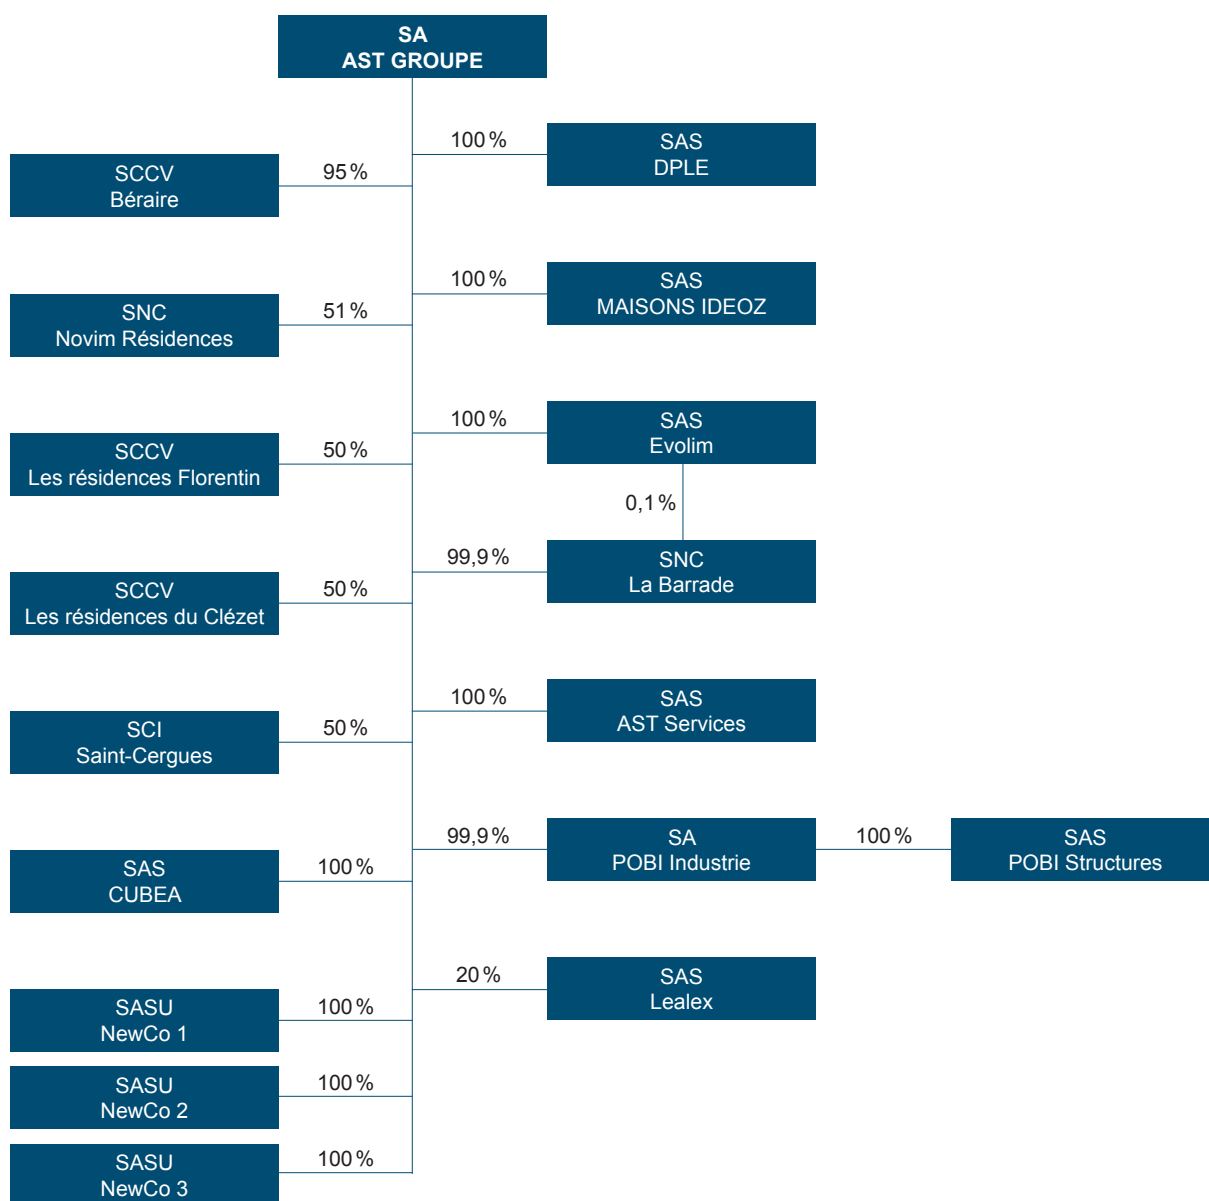 SA
AST GROUPE
100 %
SAS
DPLE
SCCV
Béraire
95 %
100 %
SAS
MAISONS IDEOZ
SNC
Novim Résidences
51 %
100 %
SAS
Evolim
SCCV
Les résidences Florentin
50 %
0,1 %
99,9 %
SNC
La Barrade
SCCV
Les résidences du Clézet
50 %
100 %
SAS
AST Services
SCI
Saint-Cergues
50 %
99,9 %
SA
POBI Industrie
100 %
SAS
POBI Structures
SAS
CUBEA
100 %
20 %
SAS
Lealex
SASU
NewCo 1
100 %
SASU
NewCo 2
100 %
SASU
NewCo 3
100 %